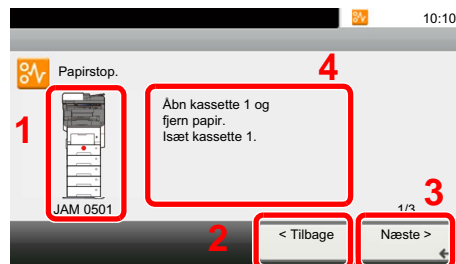 10:10
Papirstop.
4
1
Åbn kassette 1 og
fjern papir.
Isæt kassette 1.
JAM 0501
1/3
3
2
< Tilbage
Næste >